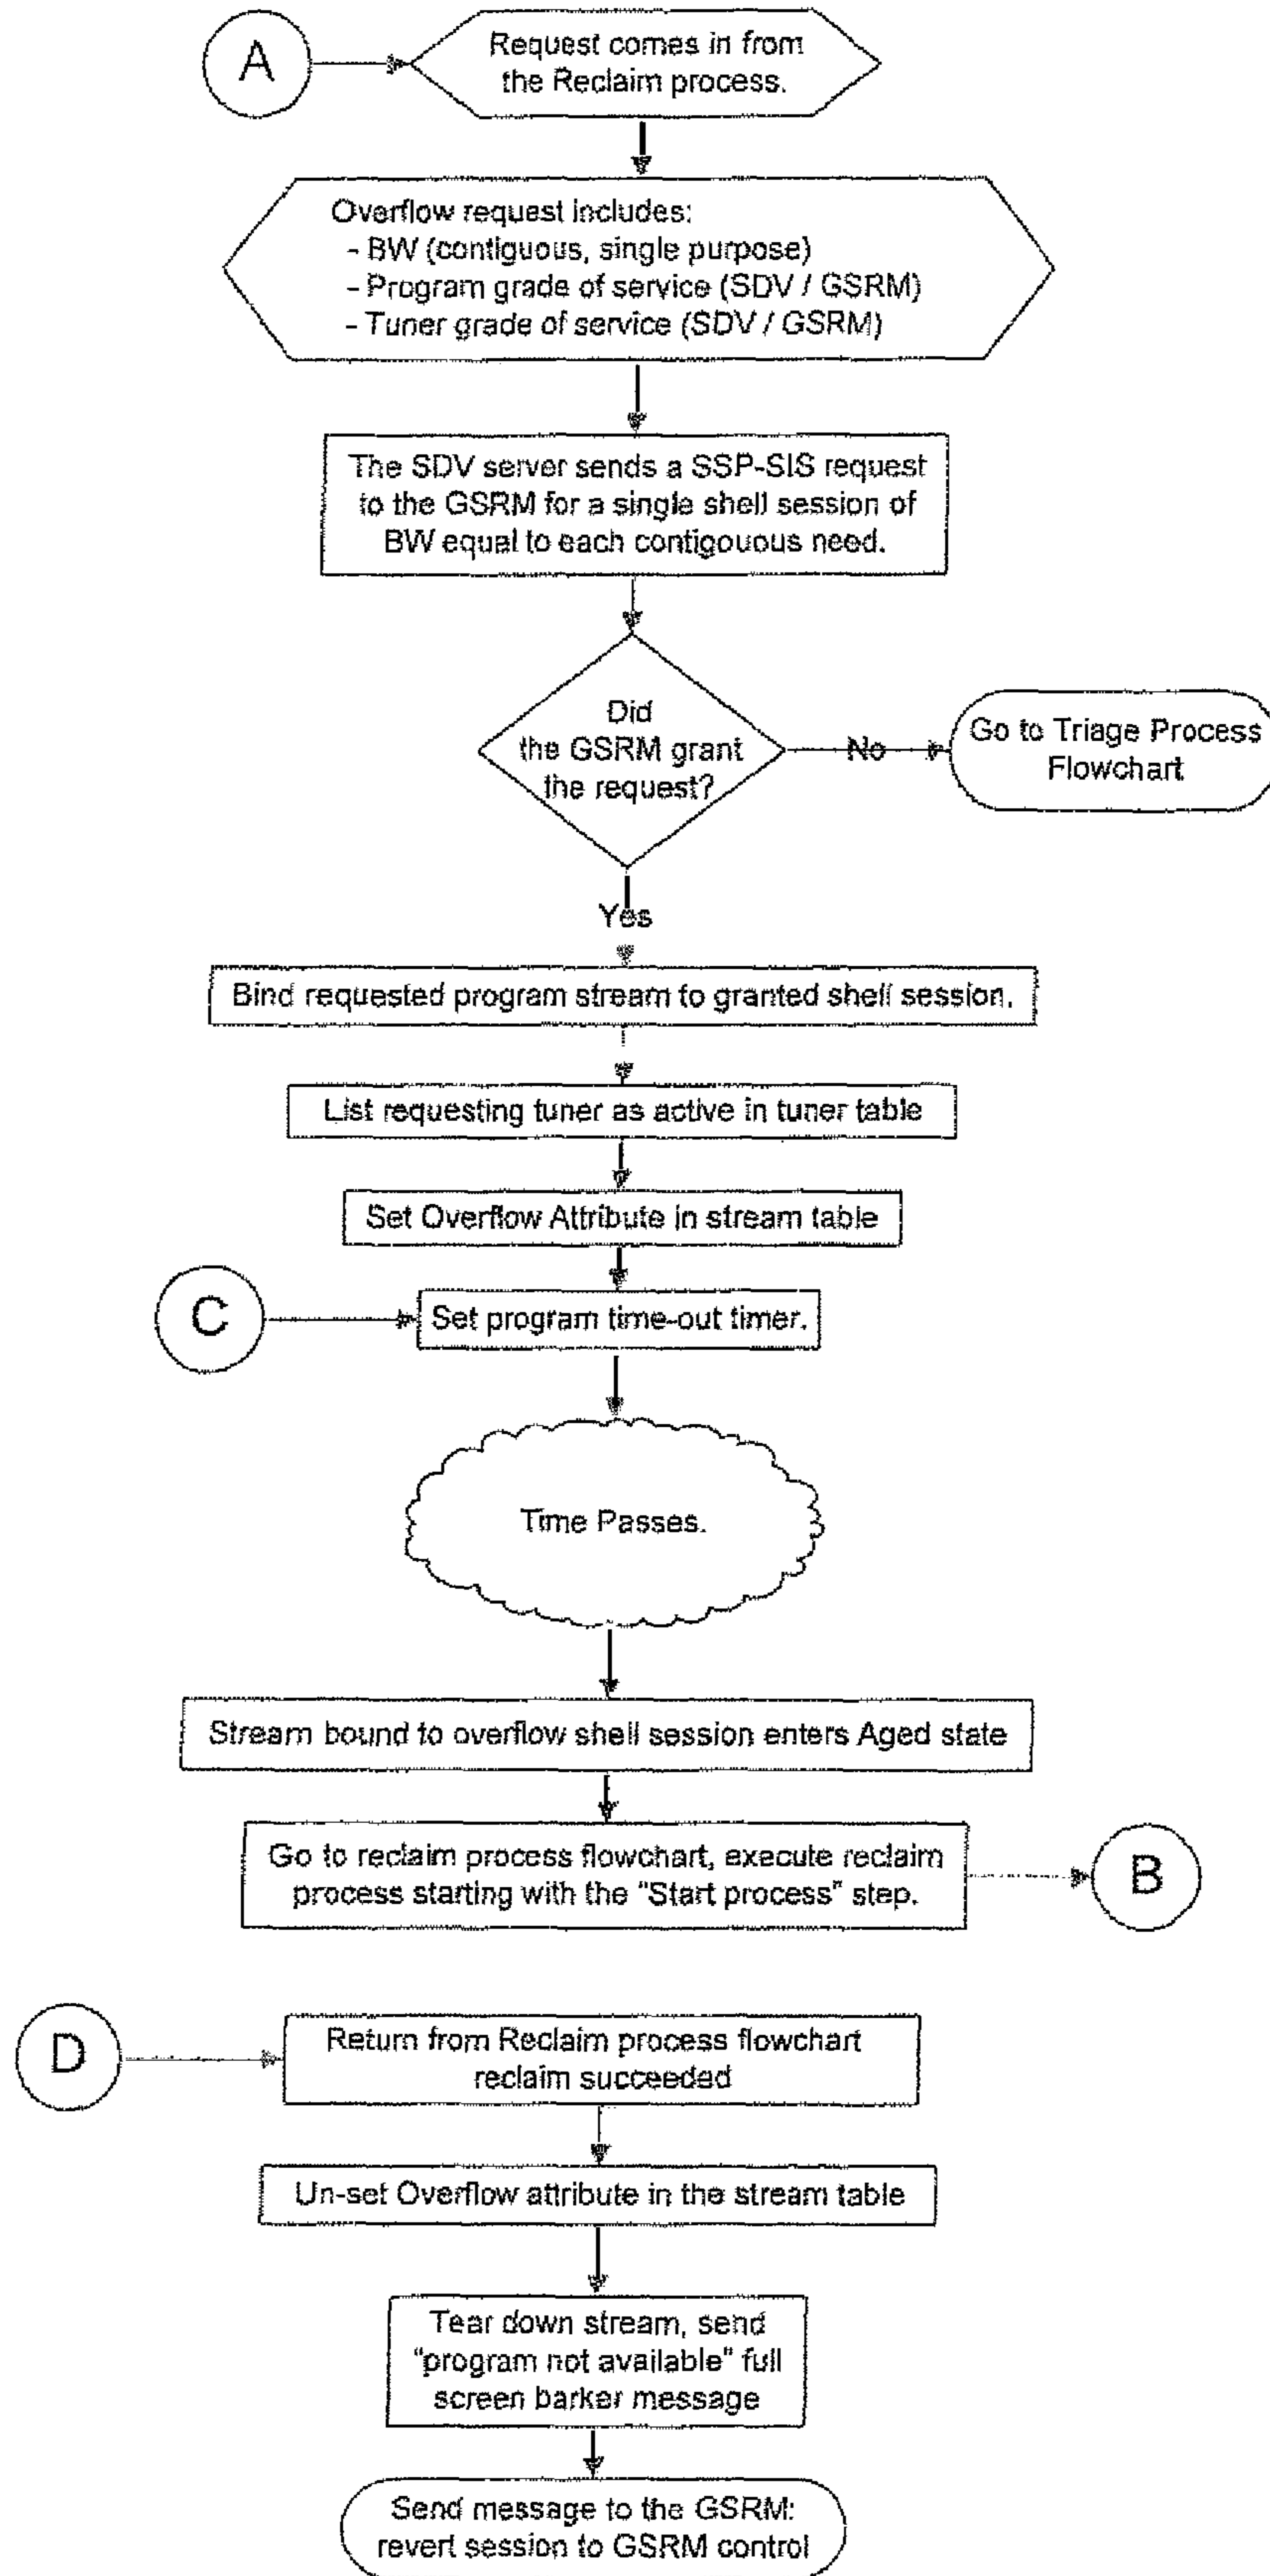 A
Request comes in from
the Reclaim process.
Overflow request includes:
- BW (contiguous, single purpose)
- Program grade of service (SDV / GSRM)
- Tuner grade of service (SDV / GSRM)
The SDV server sends a SSP-SIS request
to the GSRM for a single shell session of
BW equal to each contigouous need.
Did
the GSRM grant
the request?
No
Go to Triage Process
Flowchart
Yes
Bind requested program stream to granted shell session.
List requesting tuner as active in tuner table
Set Overflow Attribute in stream table
C
Set program time-out timer.
Time Passes.
Stream bound to overflow shell session enters Aged state
Go to reclaim process flowchart, execute reclaim
process starting with the "Start process" step.
B
D
Return from Reclaim process flowchart
reclaim succeeded
Un-set Overflow attribute in the stream table
Tear down stream, send
"program not available" full
screen barker message
Send message to the GSRM:
revert session to GSRM control